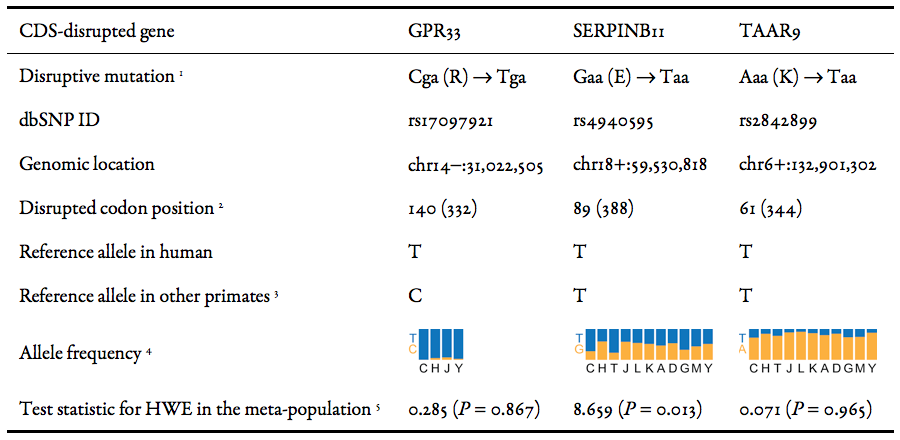 CDS-disrupted gene GPR33 SERPINB11 TAAR9
Disruptive mutation 1 Cga (R) → Tga Gaa (E) → Taa Aaa (K) → Taa
dbSNP ID rs17097921 rs4940595 rs2842899
Genomic location chr14−:31,022,505 chr18+:59,530,818 chr6+:132,901,302
Disrupted codon position 2 140 (332) 89 (388) 61 (344)
Reference allele in human T T T
Reference allele in other primates 3 C T T
Allele frequency 4 T C C H J Y T G C H T J L K A D G M Y T A C H T J L K A D G M Y
Test statistic for HWE in the meta-population 5 0.285 (P = 0.867) 8.659 (P = 0.013) 0.071 (P = 0.965)